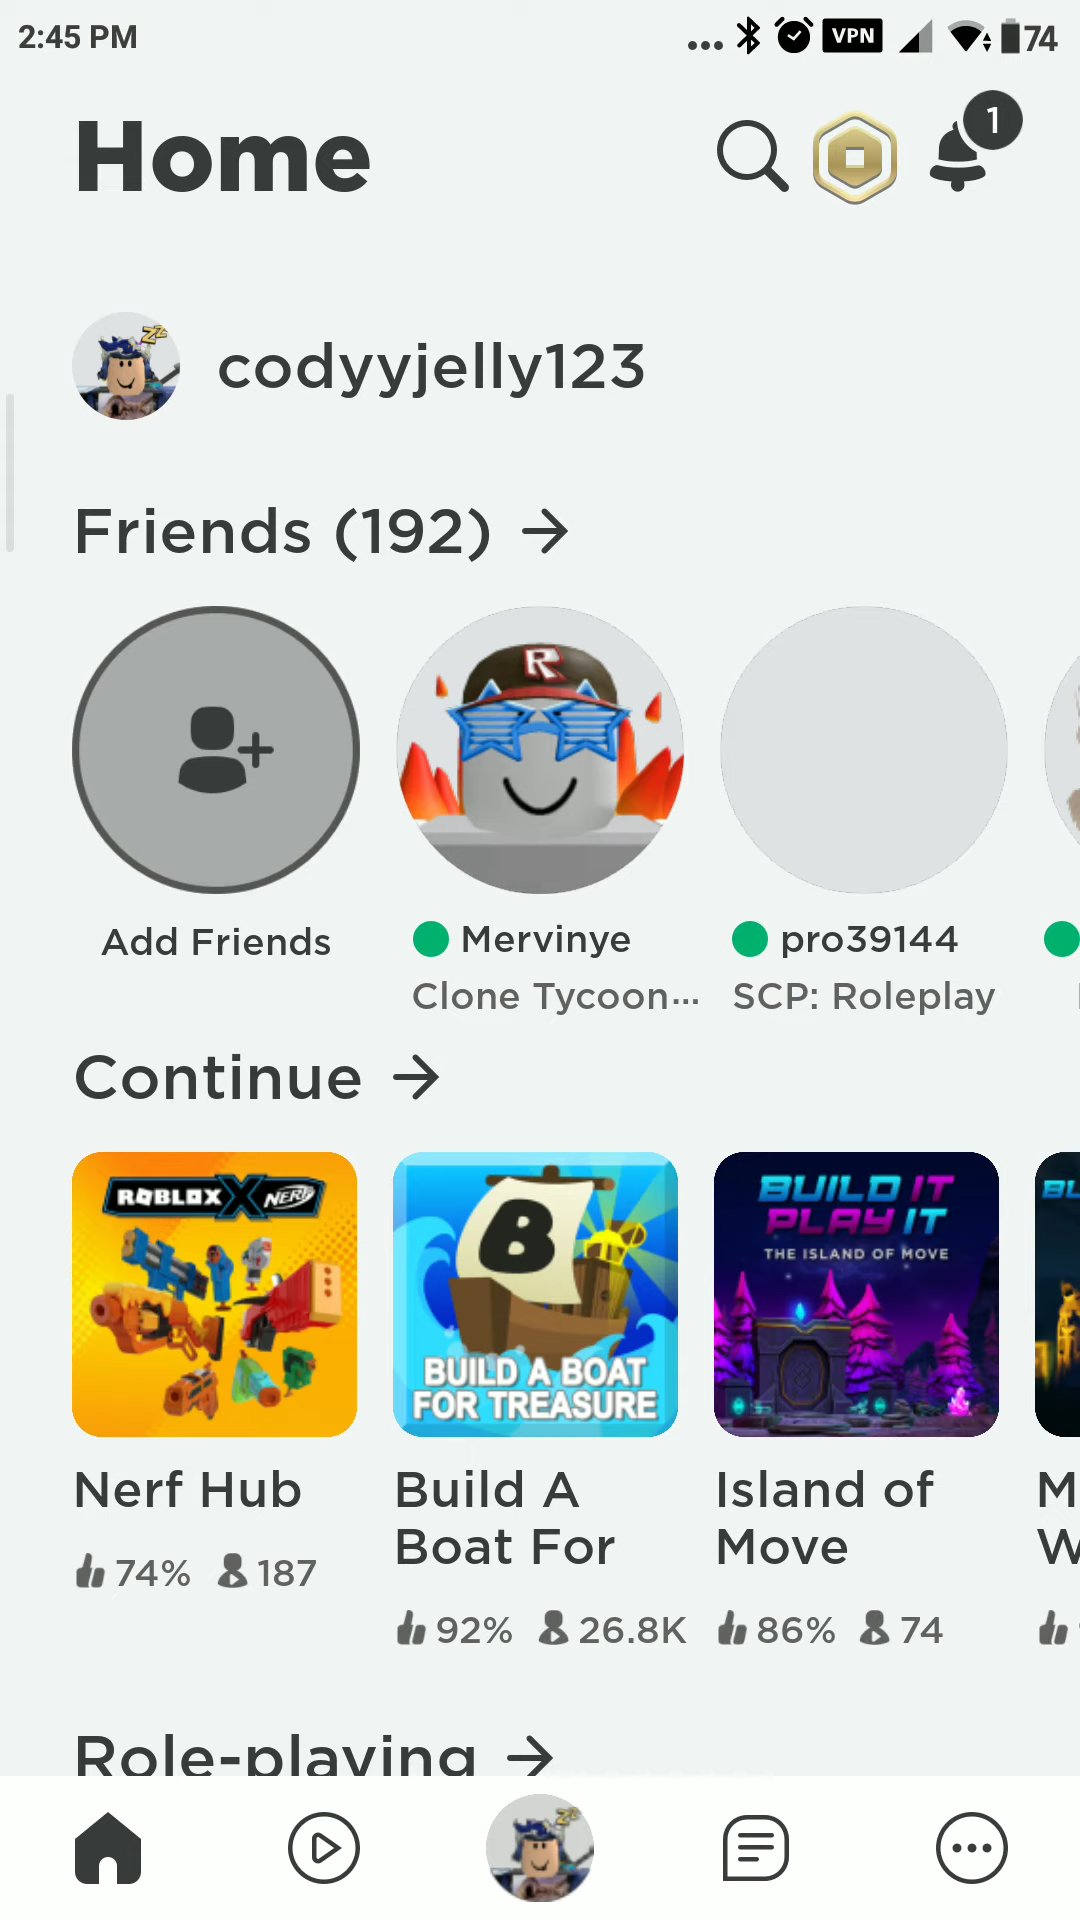 2:45 PM
VPN
74
Home
1
codyyjelly123
Friends (192)
R
Add Friends
Mervinye
Clone Tycoon...
pro39144
SCP: Roleplay
Continue
ROBLOX X NERF
B
BUILD A BOAT
FOR TREASURE
BUILD IT
PLAY IT
THE ISLAND OF MOVE
Nerf Hub
74% 187
Build A
Boat For
92% 26.8K
Island of
Move
86% 74
Role-playing